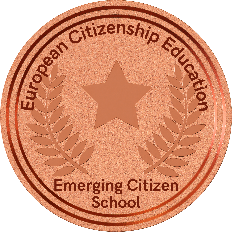 European Citizenship Education
Emerging Citizen
School